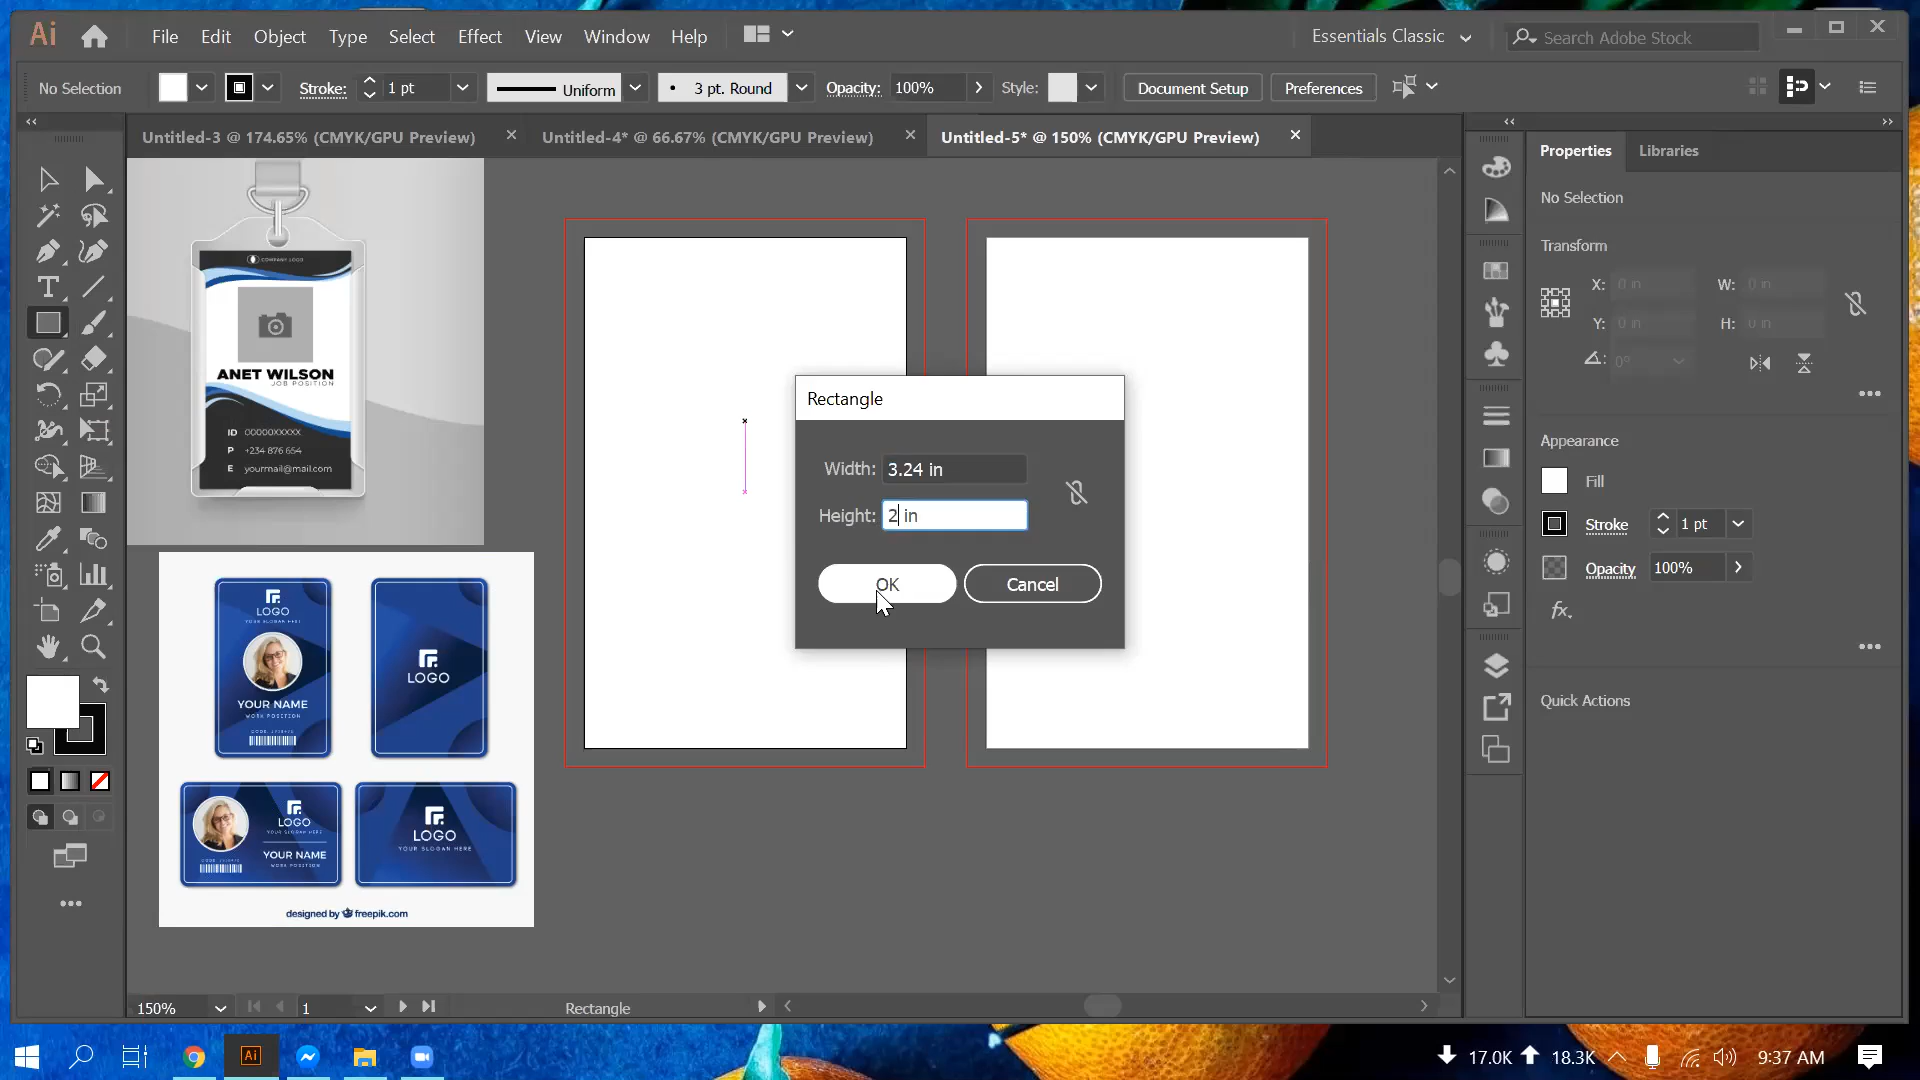 Ai File Edit Object Type Select Effect View Window Help Essentials Classic Search Adobe Stock
No Selection Stroke: 1 pt Uniform 3 pt. Round Opacity: 100% Style: Document Setup Preferences
Untitled-3 @ 174.65% (CMYK/GPU Preview) Untitled-4* @ 66.67% (CMYK/GPU Preview) Untitled-5* @ 150% (CMYK/GPU Preview)
Properties Libraries
No Selection
Transform
X: 0 in W: 0 in
Y: 0 in H: 0 in
0°
Appearance
Fill
Stroke 1 pt
Opacity 100%
fx.
Quick Actions
COMPANY LOGO
ANET WILSON
JOB POSITION
ID 00000XXXXX
P +234 876 654
E yourmail@mail.com
Rectangle
Width: 3.24 in
Height: 2 in
OK Cancel
LOGO
YOUR NAME
WORK POSITION
LOGO
LOGO
YOUR SLOGAN HERE
YOUR NAME
WORK POSITION
LOGO
YOUR SLOGAN HERE
designed by freepik.com
150% 1 Rectangle
Ai 17.0K 18.3K 9:37 AM